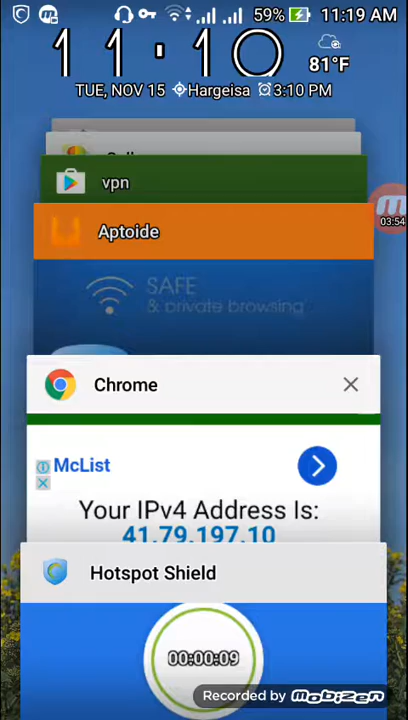 59% 11:19 AM
11:19
81°F
TUE, NOV 15 Hargeisa 3:10 PM
vpn
Aptoide
03:54
SAFE
& private browsing
Chrome
McList
Your IPv4 Address Is:
41.79.197.10
Hotspot Shield
00:00:09
Recorded by mobizen